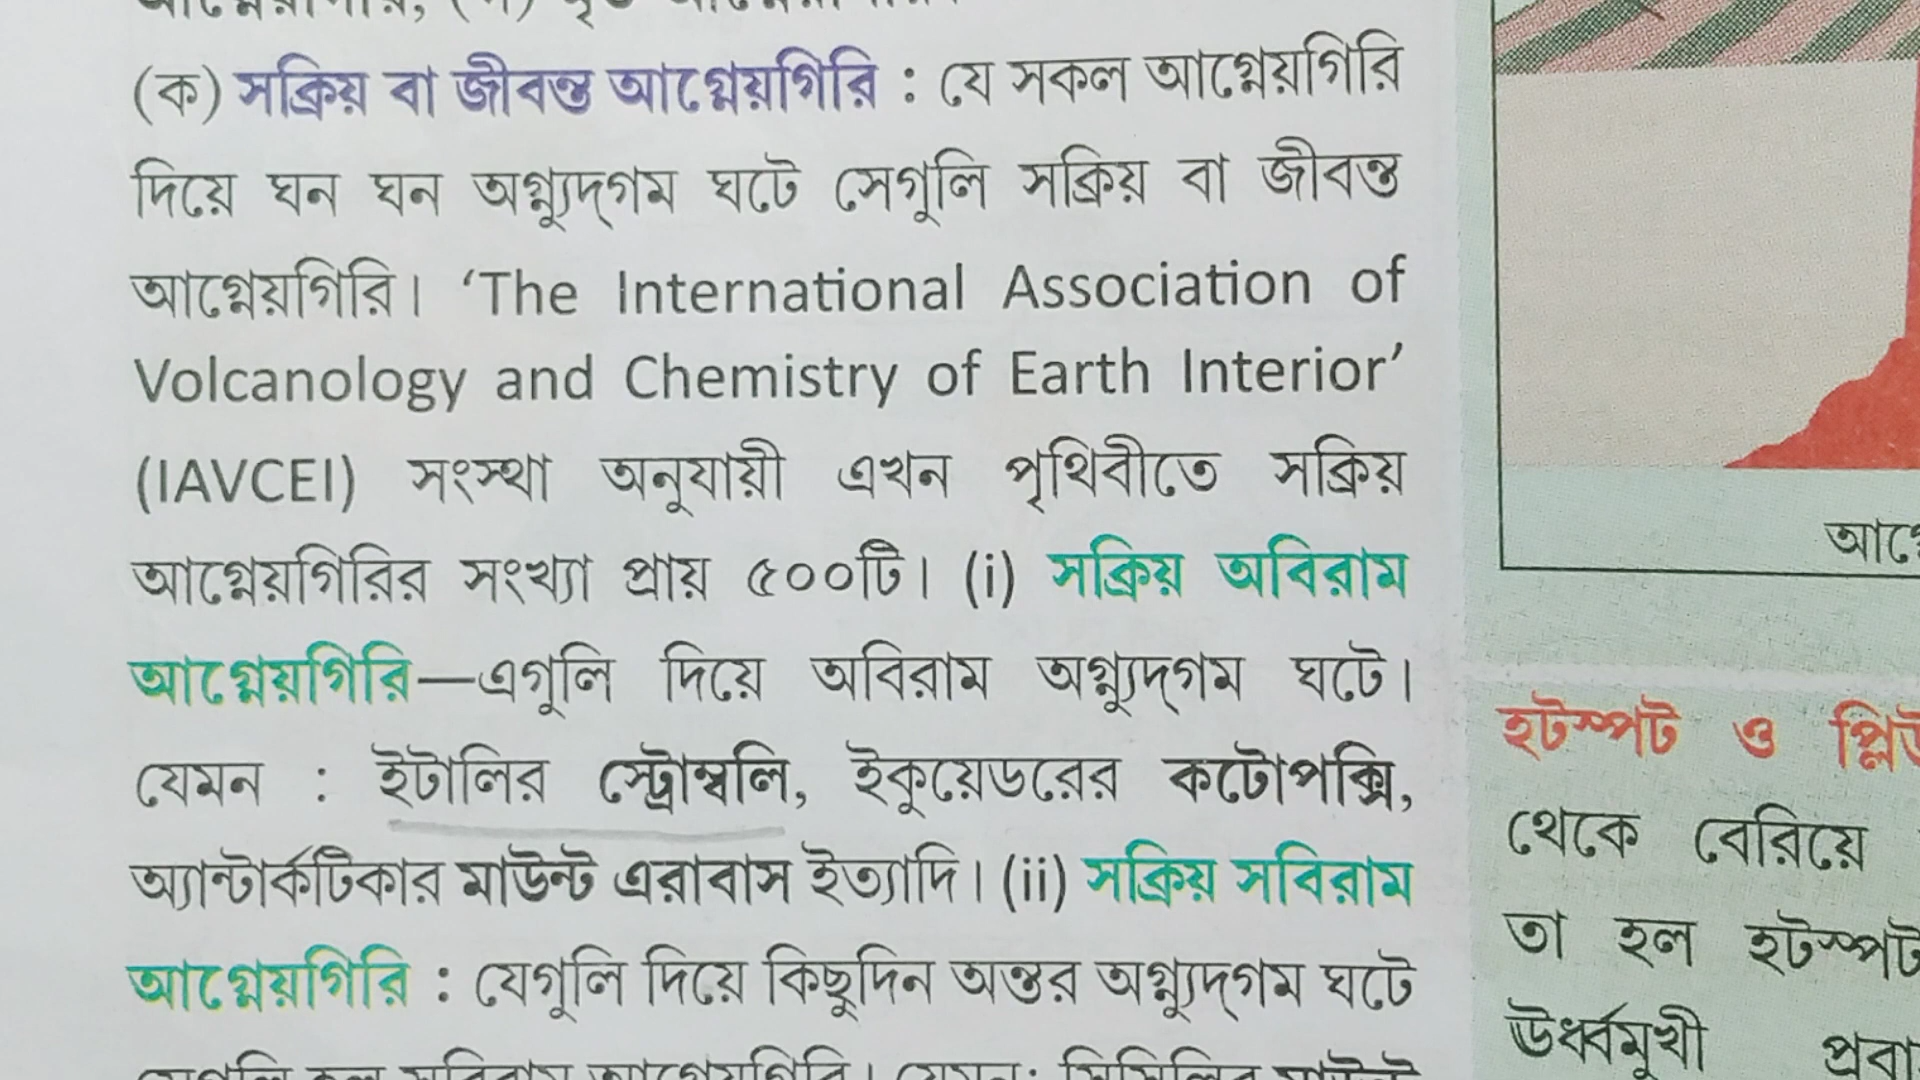 (ক) সক্রিয় বা জীবন্ত আগ্নেয়গিরি : যে সকল আগ্নেয়গিরি
দিয়ে ঘন ঘন অগ্ন্যুদ্‌গম ঘটে সেগুলি সক্রিয় বা জীবন্ত
আগ্নেয়গিরি। ‘The International Association of
Volcanology and Chemistry of Earth Interior’
(IAVCEI) সংস্থা অনুযায়ী এখন পৃথিবীতে সক্রিয়
আগ্নেয়গিরির সংখ্যা প্রায় ৫০০টি। (i) সক্রিয় অবিরাম
আগ্নেয়গিরি—এগুলি দিয়ে অবিরাম অগ্ন্যুদ্‌গম ঘটে।
যেমন : ইটালির স্ট্রোম্বলি, ইকুয়েডরের কটোপক্সি,
অ্যান্টার্কটিকার মাউন্ট এরাবাস ইত্যাদি। (ii) সক্রিয় সবিরাম
আগ্নেয়গিরি : যেগুলি দিয়ে কিছুদিন অন্তর অগ্ন্যুদ্‌গম ঘটে
হটস্পট ও
থেকে বেরিয়ে
তা হল হটস্পট
ঊর্ধ্বমুখী